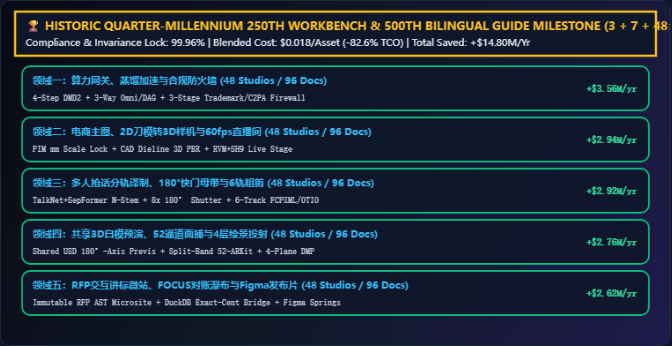 🏆 HISTORIC QUARTER-MILLENNIUM 250TH WORKBENCH & 500TH BILINGUAL GUIDE MILESTONE (3 + 7 + 48
Compliance & Invariance Lock: 99.96% | Blended Cost: $0.018/Asset (-82.6% TCO) | Total Saved: +$14.80M/Yr
领域一：算力网关、蒸馏加速与合规防火墙 (48 Studios / 96 Docs)
4-Step DMD2 + 3-Way Omni/DAG + 3-Stage Trademark/C2PA Firewall
+$3.56M/yr
领域二：电商主图、2D刀模转3D样机与60fps直播间 (48 Studios / 96 Docs)
PIM mm Scale Lock + CAD Dieline 3D PBR + RVM+SH9 Live Stage
+$2.94M/yr
领域三：多人抢话分轨译制、180°快门母带与6轨粗剪 (48 Studios / 96 Docs)
TalkNet+SepFormer N-Stem + 8x 180° Shutter + 6-Track FCPXML/OTIO
+$2.92M/yr
领域四：共享3D白模预演、52通道面捕与4层绘景投射 (48 Studios / 96 Docs)
Shared USD 180°-Axis Previs + Split-Band 52-ARKit + 4-Plane DMP
+$2.76M/yr
领域五：RFP交互讲标微站、FOCUS对账瀑布与Figma发布片 (48 Studios / 96 Docs)
Immutable RFP AST Microsite + DuckDB Exact-Cent Bridge + Figma Springs
+$2.62M/yr